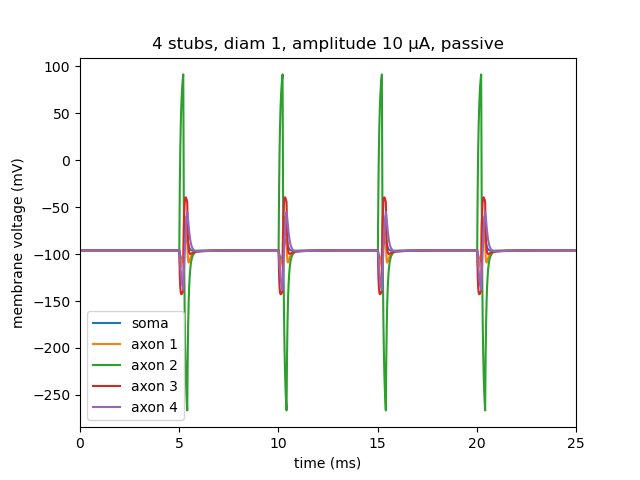 4 stubs, diam 1, amplitude 10 μA, passive
membrane voltage (mV)
100
50
0
−50
−100
−150
−200
−250
soma
axon 1
axon 2
axon 3
axon 4
0 5 10 15 20 25
time (ms)